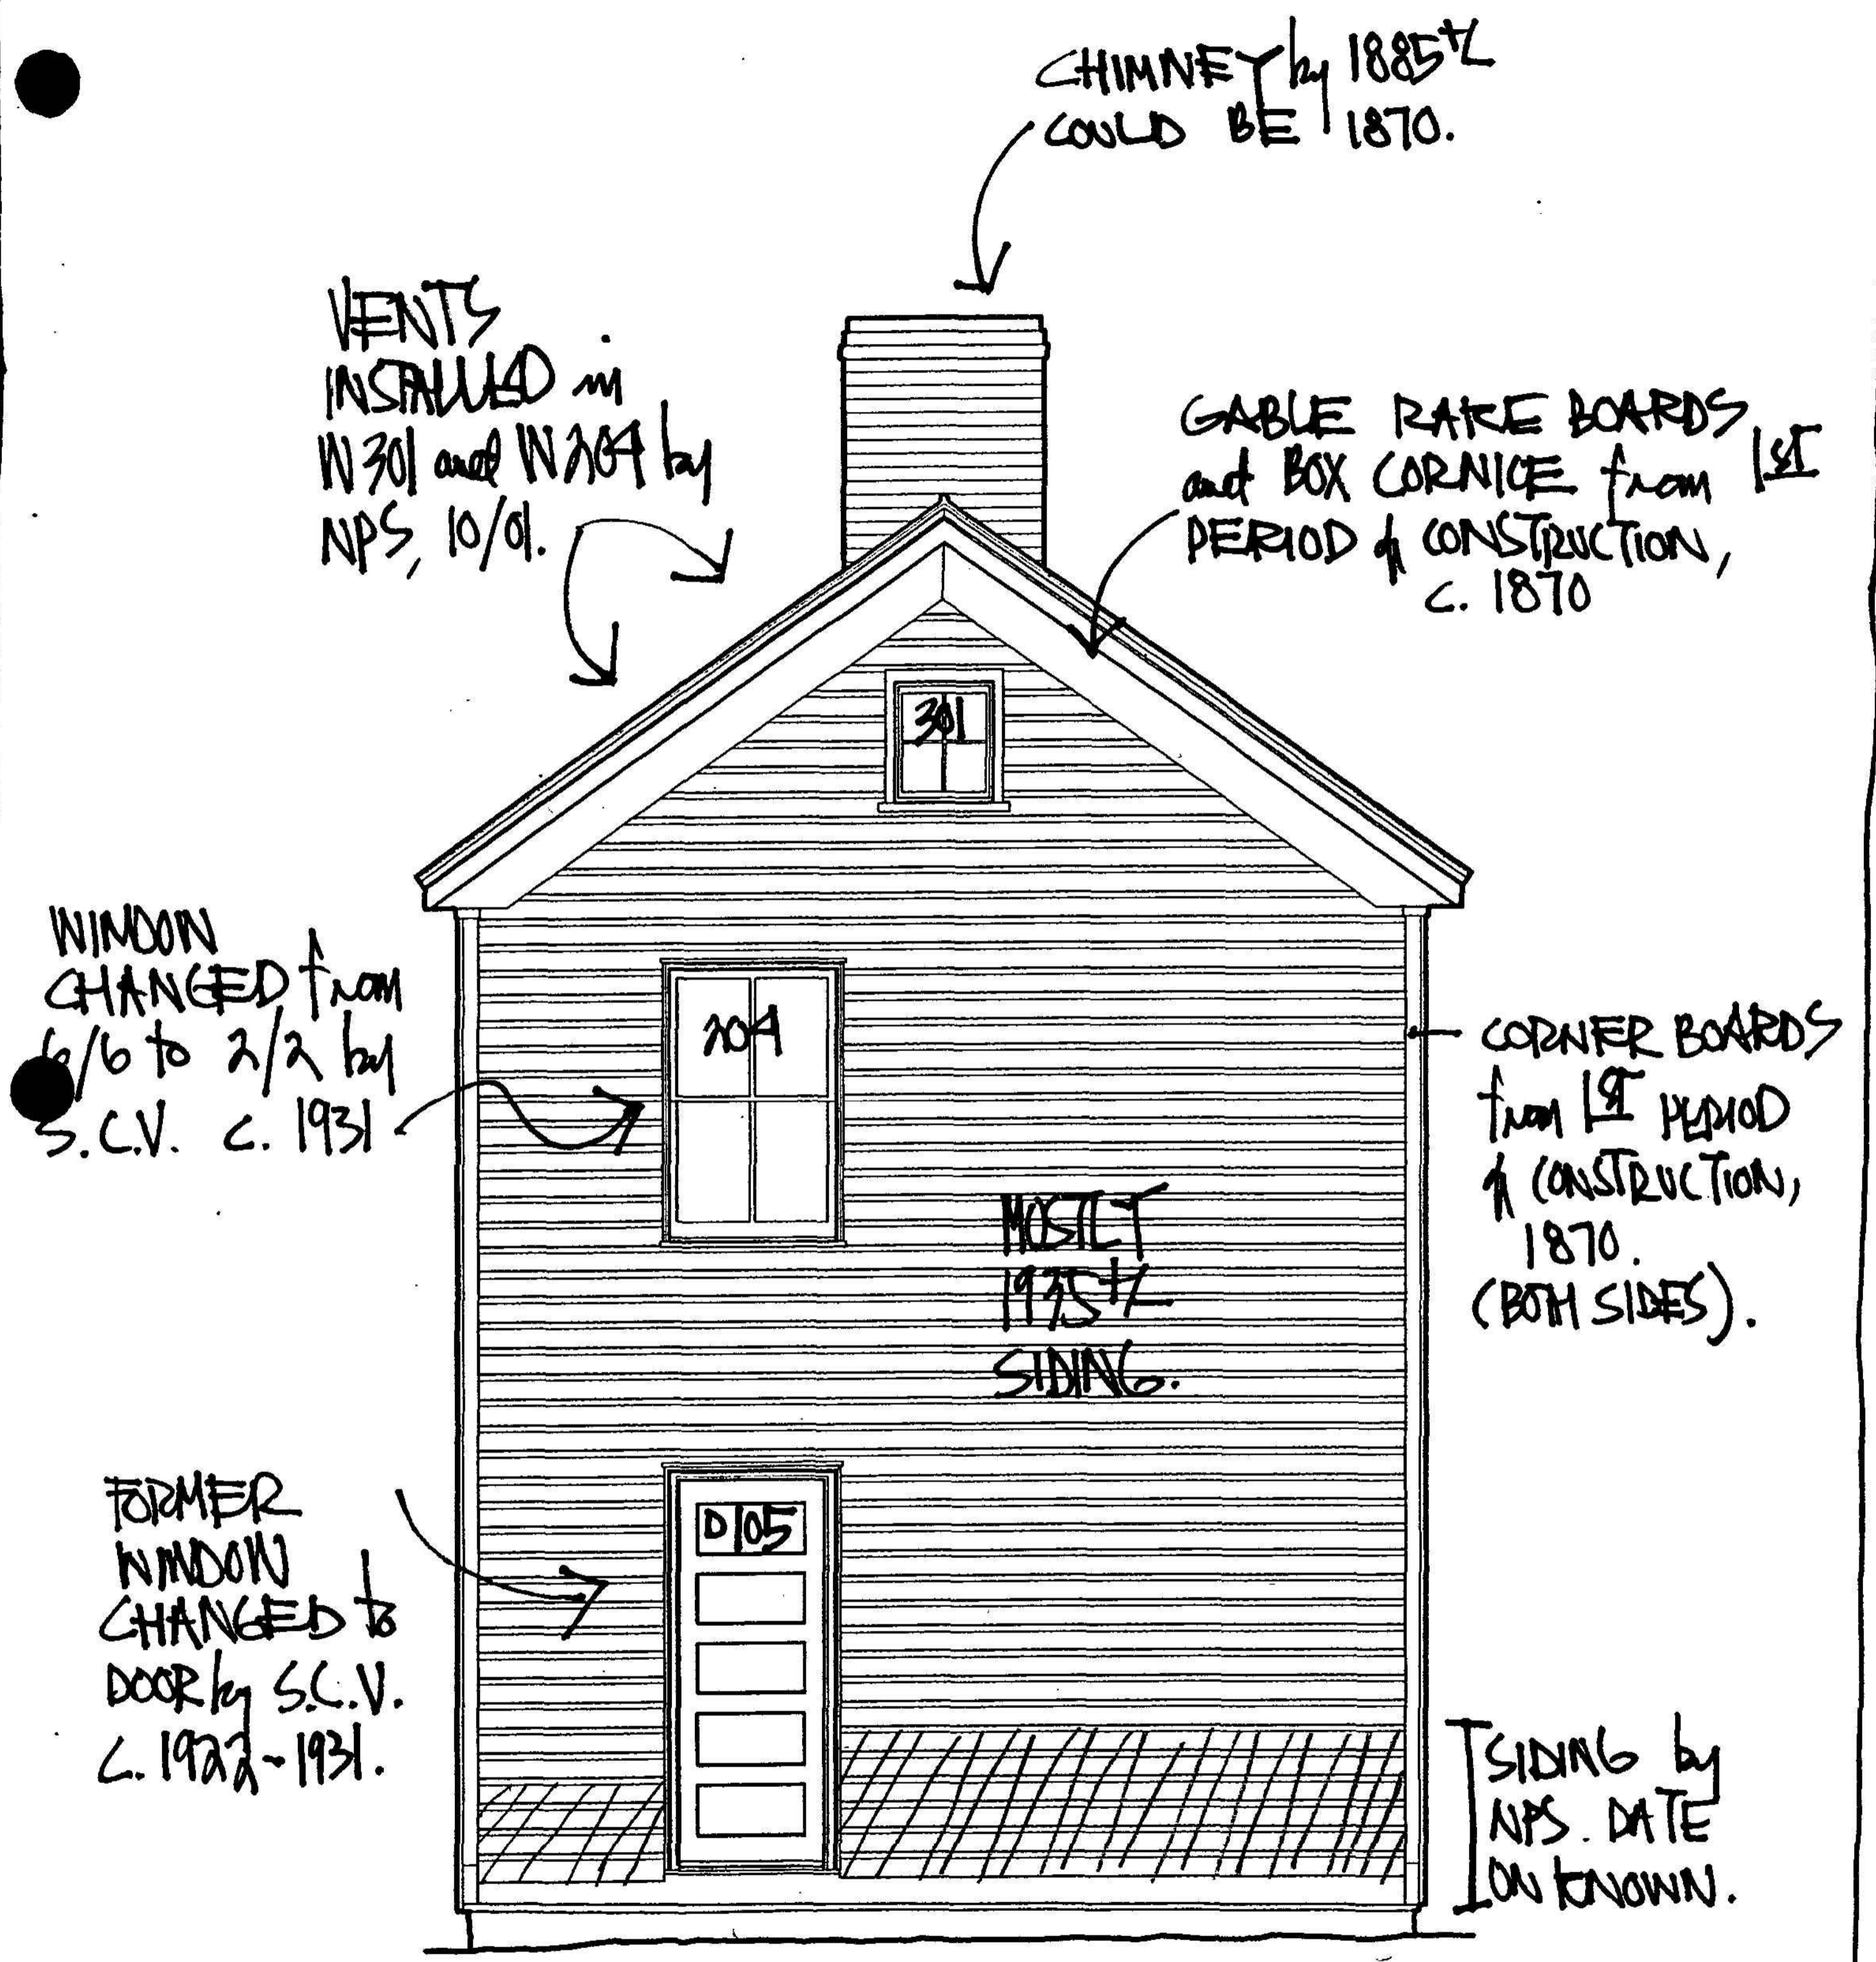 CHIMNEY by 1885 +/-
COULD BE 1870.
VENTS
INSTALLED in
W301 and W204 by
NPS, 10/01.
GABLE RAKE BOARDS
and BOX CORNICE from 1ST
PERIOD of CONSTRUCTION,
c. 1870
301
WINDOW
CHANGED from
6/6 to 2/2 by
S.C.V. c. 1931
204
CORNER BOARDS
from 1ST PERIOD
of CONSTRUCTION,
1870.
(BOTH SIDES).
MOSTLY
1935 +/-
SIDING.
FORMER
WINDOW
CHANGED to
DOOR by S.C.V.
c. 1922-1931.
D105
SIDING by
NPS. DATE
UNKNOWN.